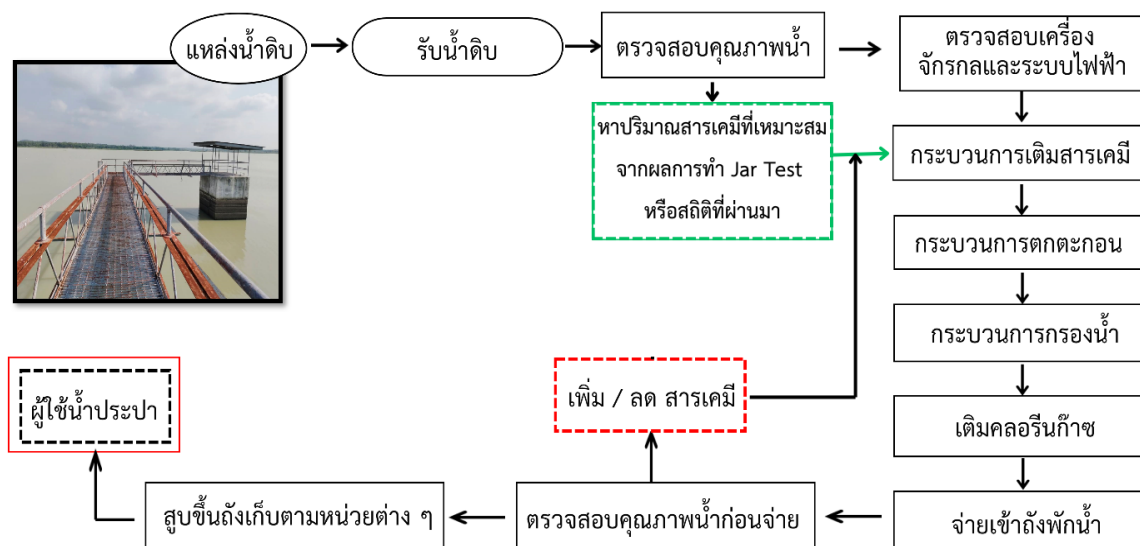 แหล่งน้ำดิบ
รับน้ำดิบ
ตรวจสอบคุณภาพน้ำ
ตรวจสอบเครื่อง
จักรกลและระบบไฟฟ้า
หาปริมาณสารเคมีที่เหมาะสม
จากผลการทำ Jar Test
หรือสถิติที่ผ่านมา
กระบวนการเติมสารเคมี
กระบวนการตกตะกอน
กระบวนการกรองน้ำ
เติมคลอรีนก๊าซ
จ่ายเข้าถังพักน้ำ
ตรวจสอบคุณภาพน้ำก่อนจ่าย
เพิ่ม / ลด สารเคมี
สูบขึ้นถังเก็บตามหน่วยต่าง ๆ
ผู้ใช้น้ำประปา